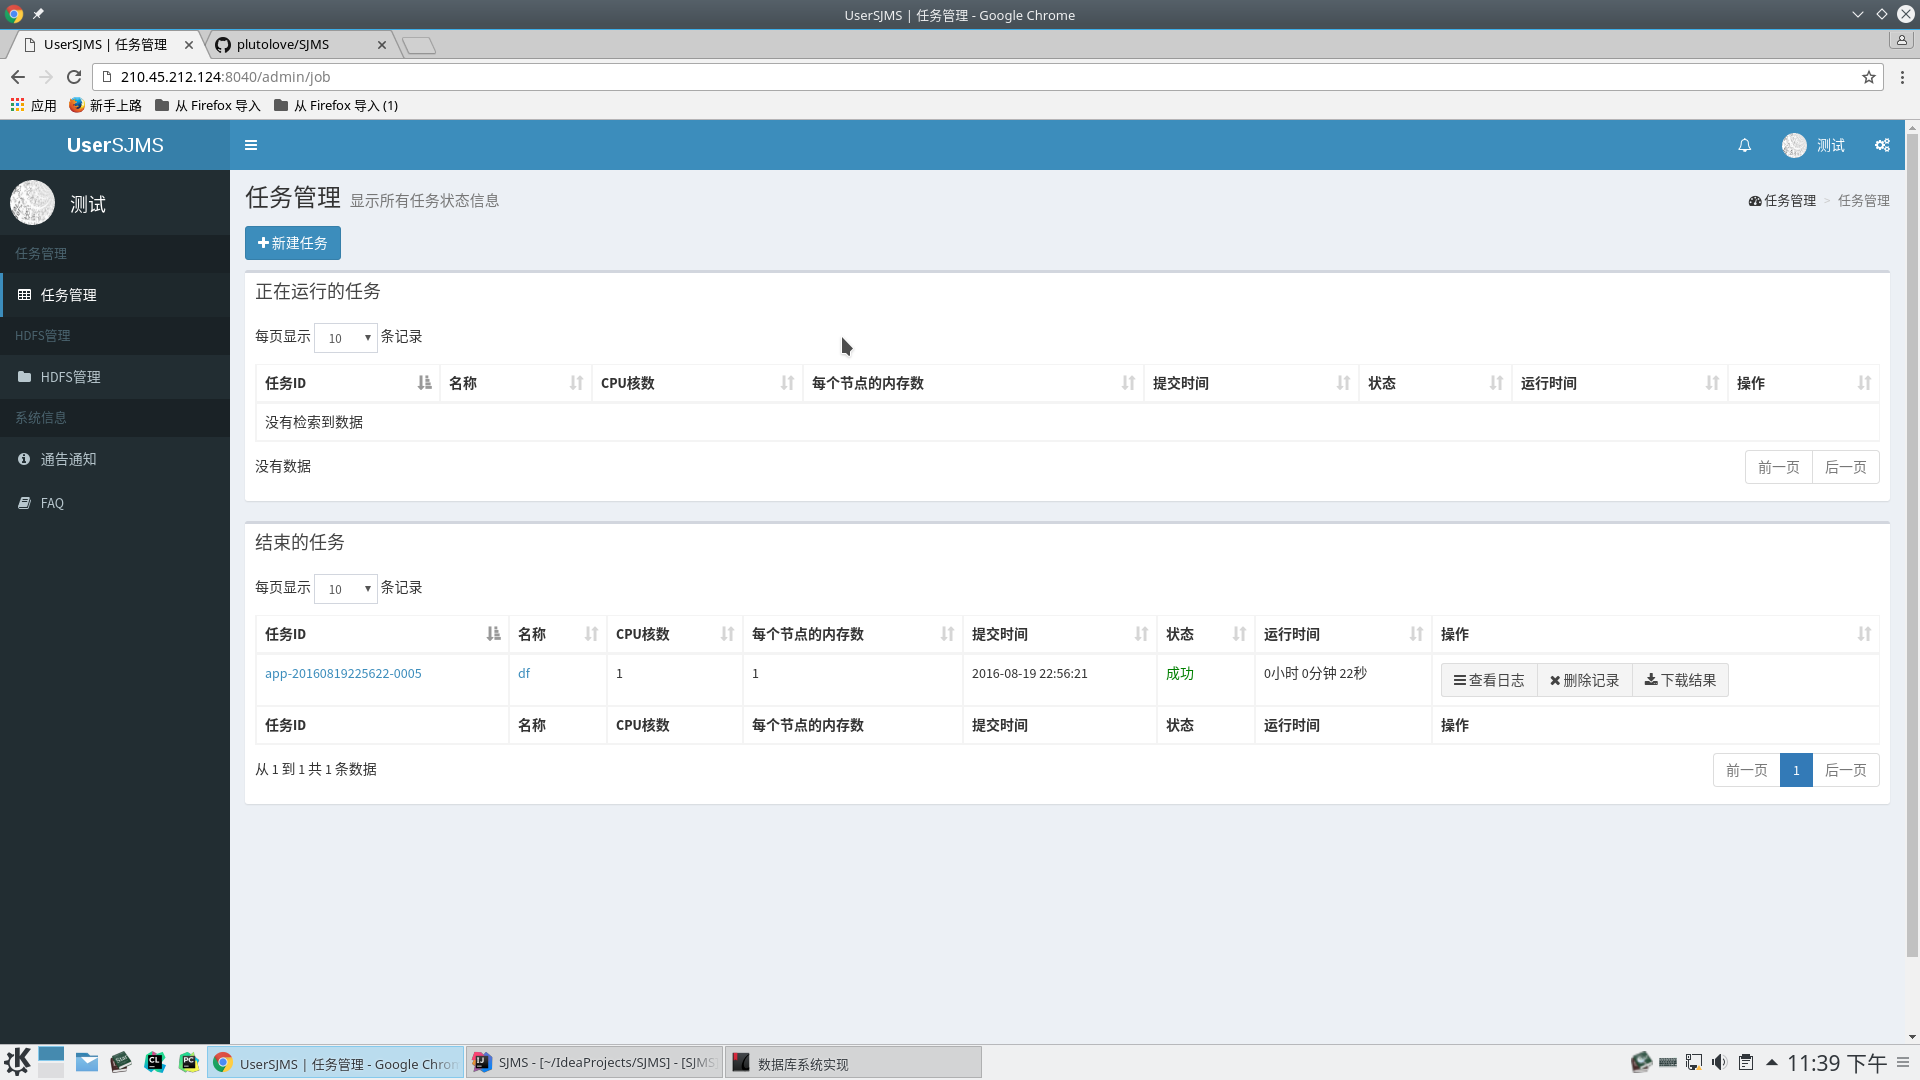 UserSJMS | 任务管理 - Google Chrome
UserSJMS | 任务管理
plutolove/SJMS
210.45.212.124:8040/admin/job
应用 新手上路 从 Firefox 导入 从 Firefox 导入 (1)
UserSJMS
测试
测试
任务管理
任务管理
HDFS管理
HDFS管理
系统信息
通告通知
FAQ
任务管理 显示所有任务状态信息
任务管理 > 任务管理
新建任务
正在运行的任务
每页显示 10 条记录
任务ID 名称 CPU核数 每个节点的内存数 提交时间 状态 运行时间 操作
没有检索到数据
没有数据
前一页 后一页
结束的任务
每页显示 10 条记录
任务ID 名称 CPU核数 每个节点的内存数 提交时间 状态 运行时间 操作
app-20160819225622-0005 df 1 1 2016-08-19 22:56:21 成功 0小时 0分钟 22秒 查看日志 删除记录 下载结果
任务ID 名称 CPU核数 每个节点的内存数 提交时间 状态 运行时间 操作
从 1 到 1 共 1 条数据
前一页 1 后一页
CL PC UserSJMS | 任务管理 - Google Chron IJ SJMS - [~/IdeaProjects/SJMS] - [SJMS 数据库系统实现 11:39 下午